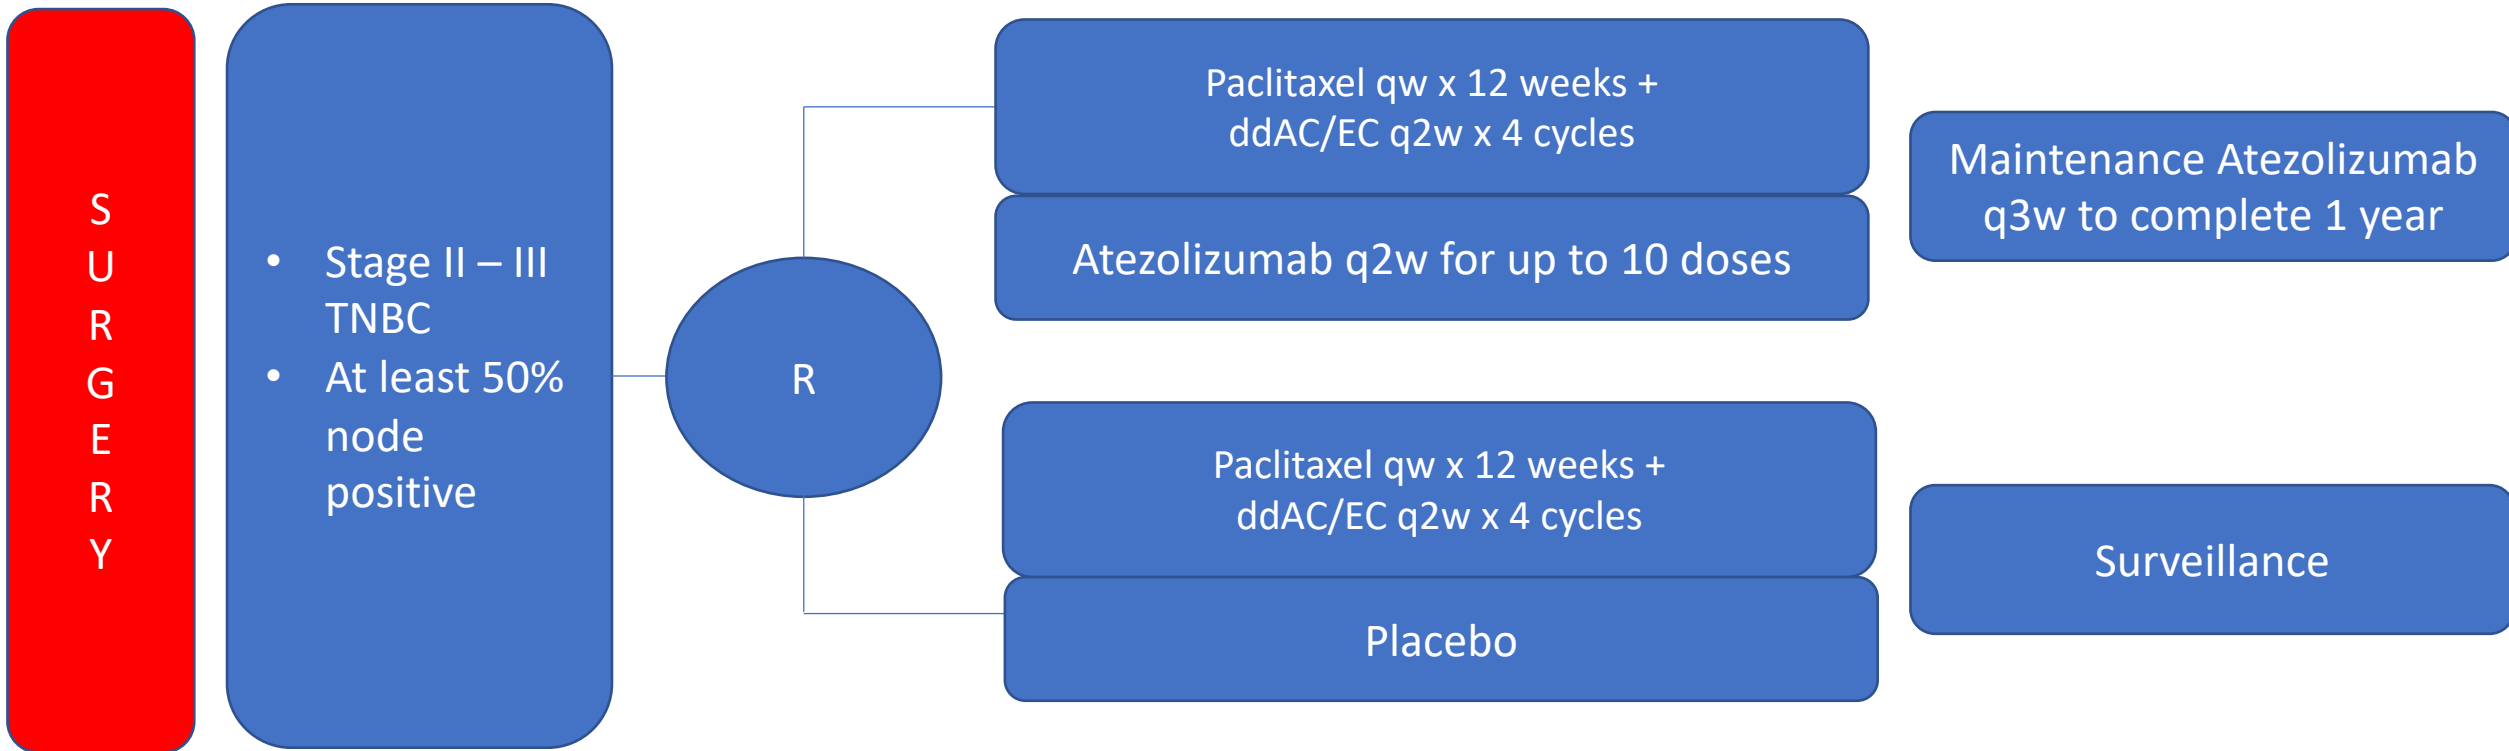 S
U
R
G
E
R
Y
• Stage II – III
TNBC
• At least 50%
node
positive
R
Paclitaxel qw x 12 weeks +
ddAC/EC q2w x 4 cycles
Atezolizumab q2w for up to 10 doses
Maintenance Atezolizumab
q3w to complete 1 year
Paclitaxel qw x 12 weeks +
ddAC/EC q2w x 4 cycles
Placebo
Surveillance